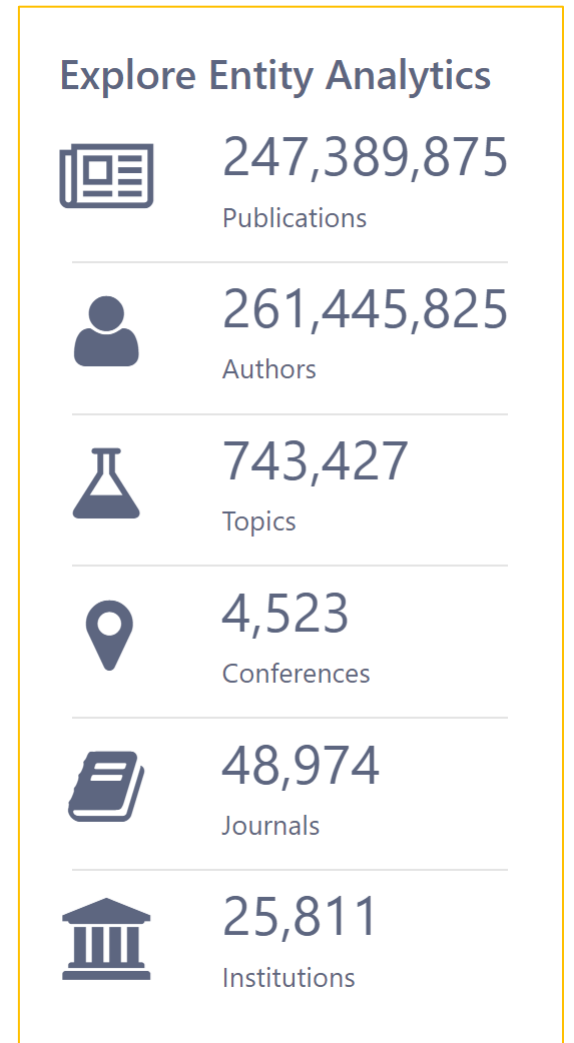 Explore Entity Analytics
247,389,875
Publications
261,445,825
Authors
743,427
Topics
4,523
Conferences
48,974
Journals
25,811
Institutions